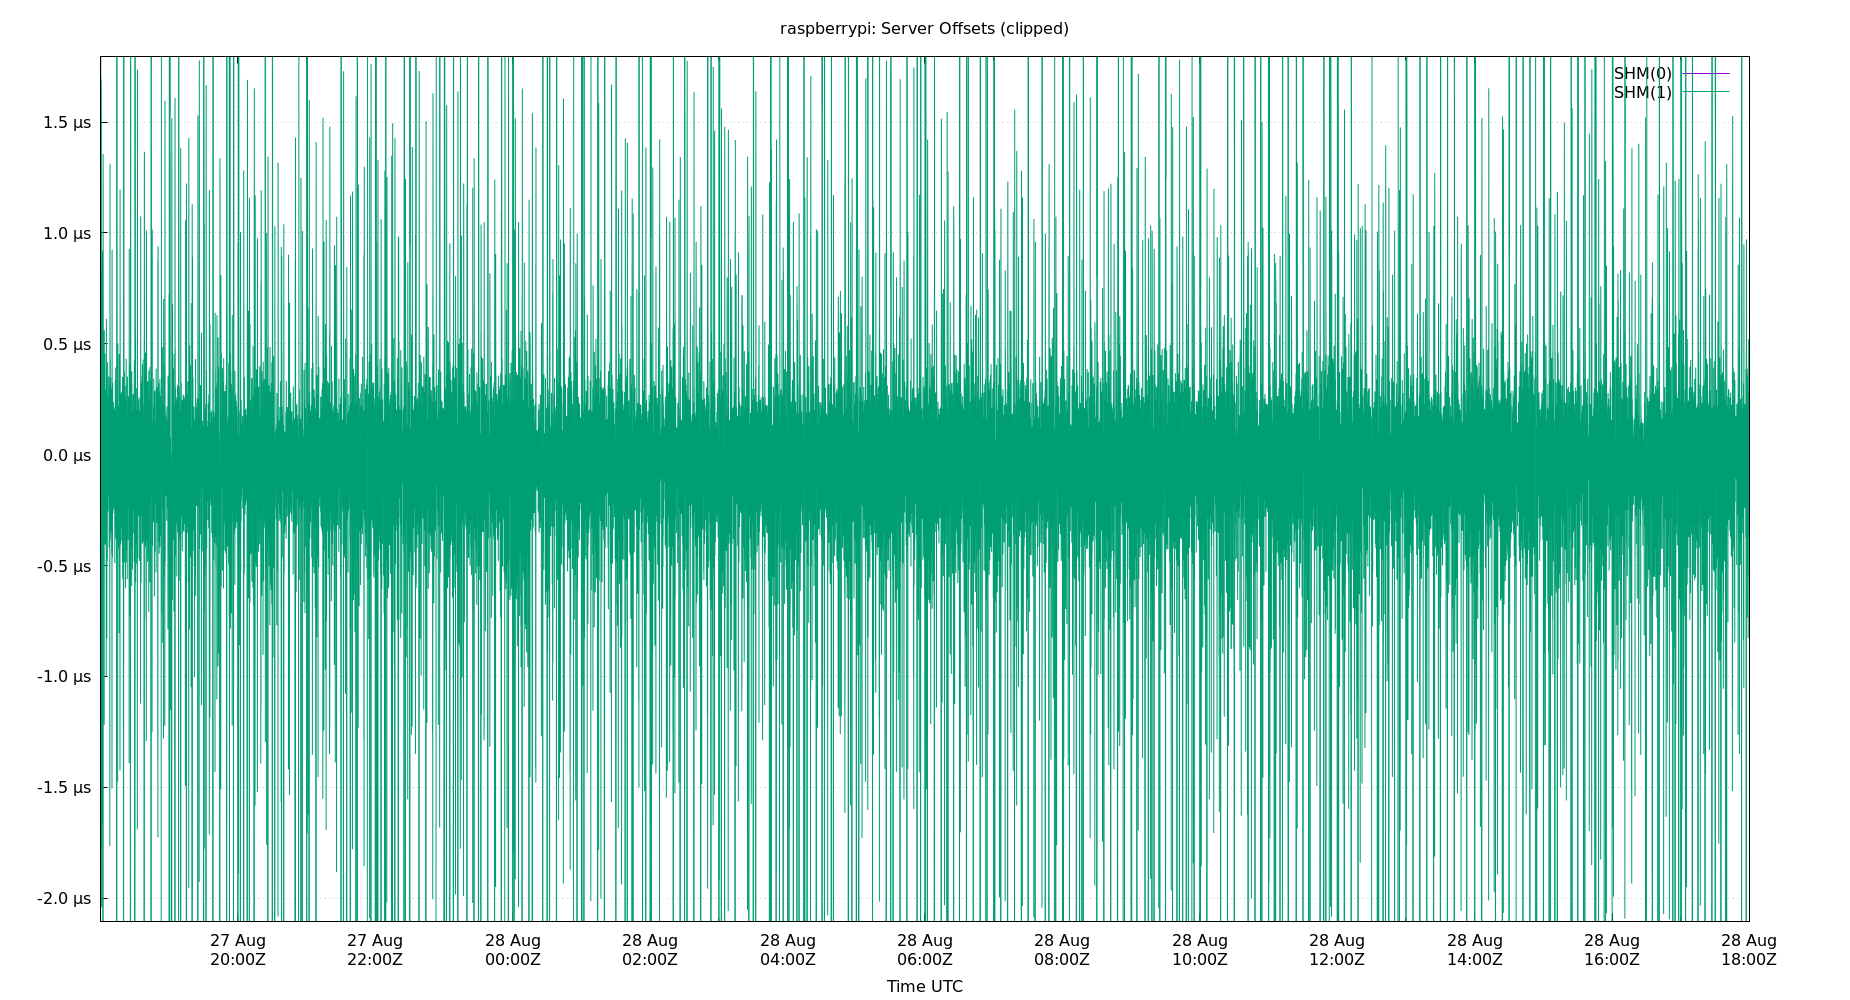 raspberrypi: Server Offsets (clipped)
SHM(0)
SHM(1)
1.5 µs
1.0 µs
0.5 µs
0.0 µs
-0.5 µs
-1.0 µs
-1.5 µs
-2.0 µs
27 Aug 27 Aug 28 Aug 28 Aug 28 Aug 28 Aug 28 Aug 28 Aug 28 Aug 28 Aug 28 Aug 28 Aug
20:00Z 22:00Z 00:00Z 02:00Z 04:00Z 06:00Z 08:00Z 10:00Z 12:00Z 14:00Z 16:00Z 18:00Z
Time UTC